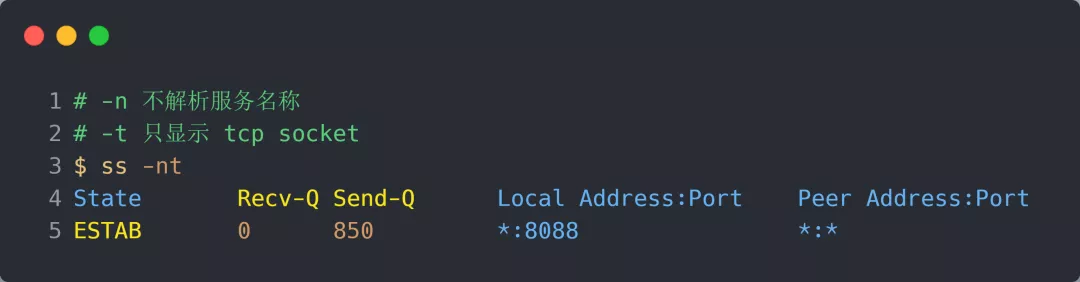 1 # -n 不解析服务名称
2 # -t 只显示 tcp socket
3 $ ss -nt
4 State Recv-Q Send-Q Local Address:Port Peer Address:Port
5 ESTAB 0 850 *:8088 *:*